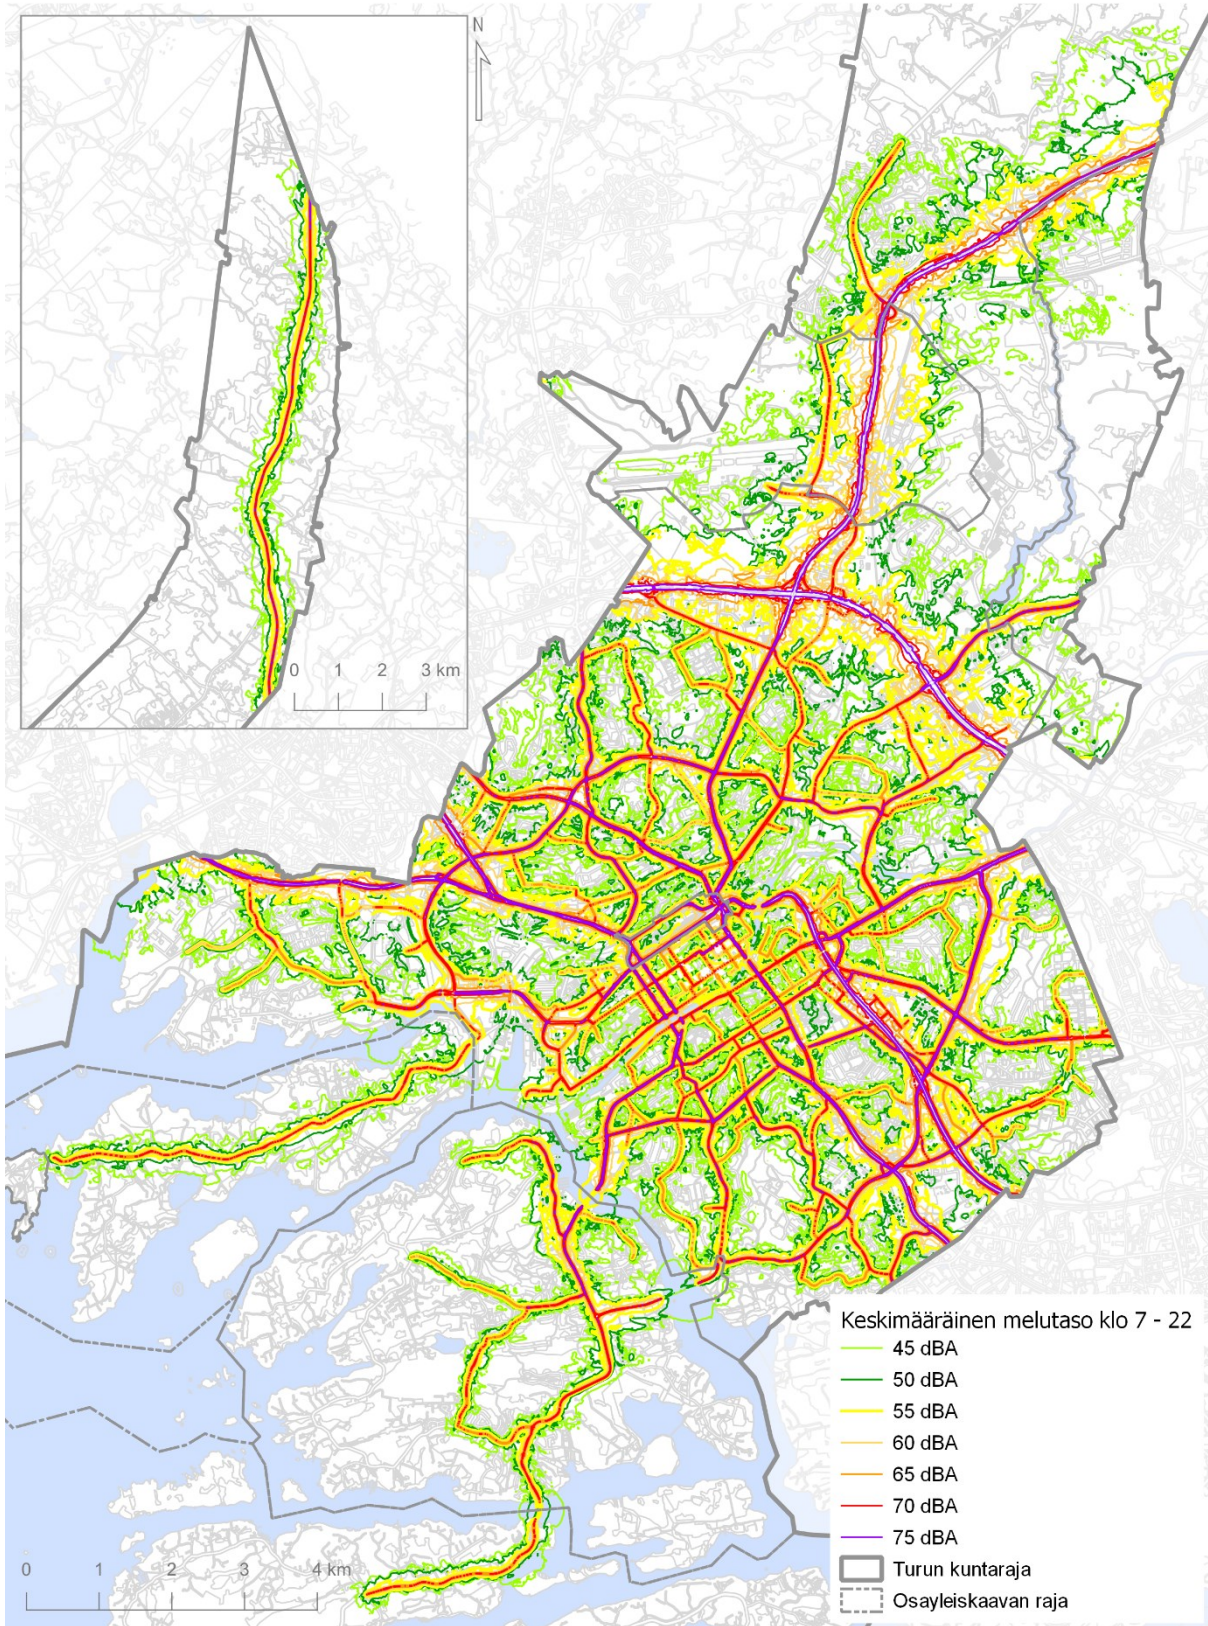 N
0 1 2 3 km
Keskimääräinen melutaso klo 7 - 22
45 dBA
50 dBA
55 dBA
60 dBA
65 dBA
70 dBA
75 dBA
Turun kuntaraja
Osayleiskaavan raja
0 1 2 3 4 km